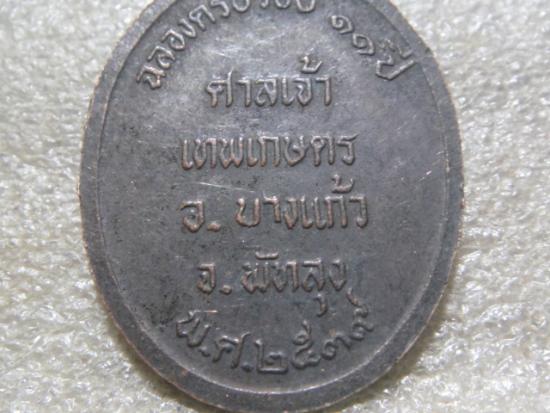 ฉลองครบรอบ ๑๑ ปี
ศาลเจ้า
เทพเกษตร
อ. บางแก้ว
จ. พัทลุง
พ.ศ.๒๕๓๙